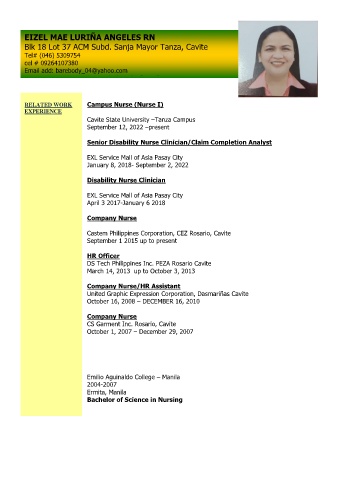 EIZEL MAE LURIÑA ANGELES RN
Blk 18 Lot 37 ACM Subd. Sanja Mayor Tanza, Cavite
Tel# (046) 5309754
cel # 09264107380
Email add: barebody_04@yahoo.com
RELATED WORK EXPERIENCE
Campus Nurse (Nurse I)
Cavite State University –Tanza Campus
September 12, 2022 –present
Senior Disability Nurse Clinician/Claim Completion Analyst
EXL Service Mall of Asia Pasay City
January 8, 2018- September 2, 2022
Disability Nurse Clinician
EXL Service Mall of Asia Pasay City
April 3 2017-January 6 2018
Company Nurse
Castem Philippines Corporation, CEZ Rosario, Cavite
September 1 2015 up to present
HR Officer
DS Tech Philippines Inc. PEZA Rosario Cavite
March 14, 2013 up to October 3, 2013
Company Nurse/HR Assistant
United Graphic Expression Corporation, Dasmariñas Cavite
October 16, 2008 – DECEMBER 16, 2010
Company Nurse
CS Garment Inc. Rosario, Cavite
October 1, 2007 – December 29, 2007
Emilio Aguinaldo College – Manila
2004-2007
Ermita, Manila
Bachelor of Science in Nursing